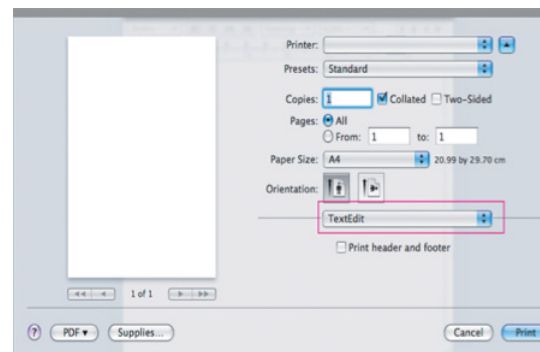 Printer:
Presets: Standard
Copies: 1 Collated Two-Sided
Pages: All
From: 1 to: 1
Paper Size: A4 20.99 by 29.70 cm
Orientation:
TextEdit
Print header and footer
1 of 1
? PDF Supplies... Cancel Print